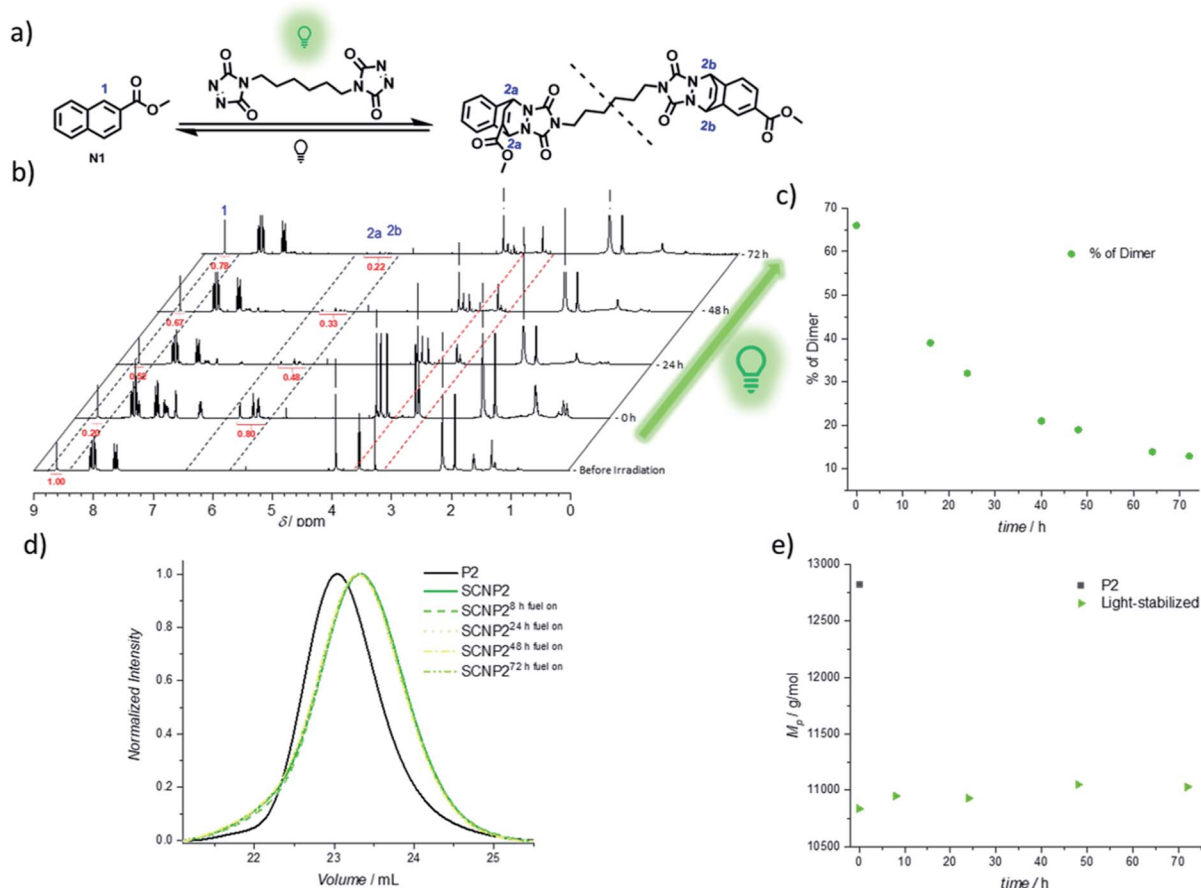 a)
O
N
N
N
O
N
N
N
O
O
1
O
O
N1
2a
O
N
N
N
O
2a
O
O
2b
O
N
N
N
O
2b
O
O
b)
1
2a 2b
0.78
0.22
72 h
0.67
0.33
48 h
0.52
0.48
24 h
0.20
0.80
0 h
1.00
Before Irradiation
9 8 7 6 5 4 3 2 1 0
δ / ppm
c)
70
60
50
40
30
20
10
% of Dimer
% of Dimer
0 10 20 30 40 50 60 70
time / h
d)
1.0
0.8
0.6
0.4
0.2
0.0
Normalized Intensity
P2
SCNP2
SCNP2 8 h fuel on
SCNP2 24 h fuel on
SCNP2 48 h fuel on
SCNP2 72 h fuel on
22 23 24 25
Volume / mL
e)
13000
12500
12000
11500
11000
10500
Mp / g/mol
P2
Light-stabilized
0 10 20 30 40 50 60 70
time / h